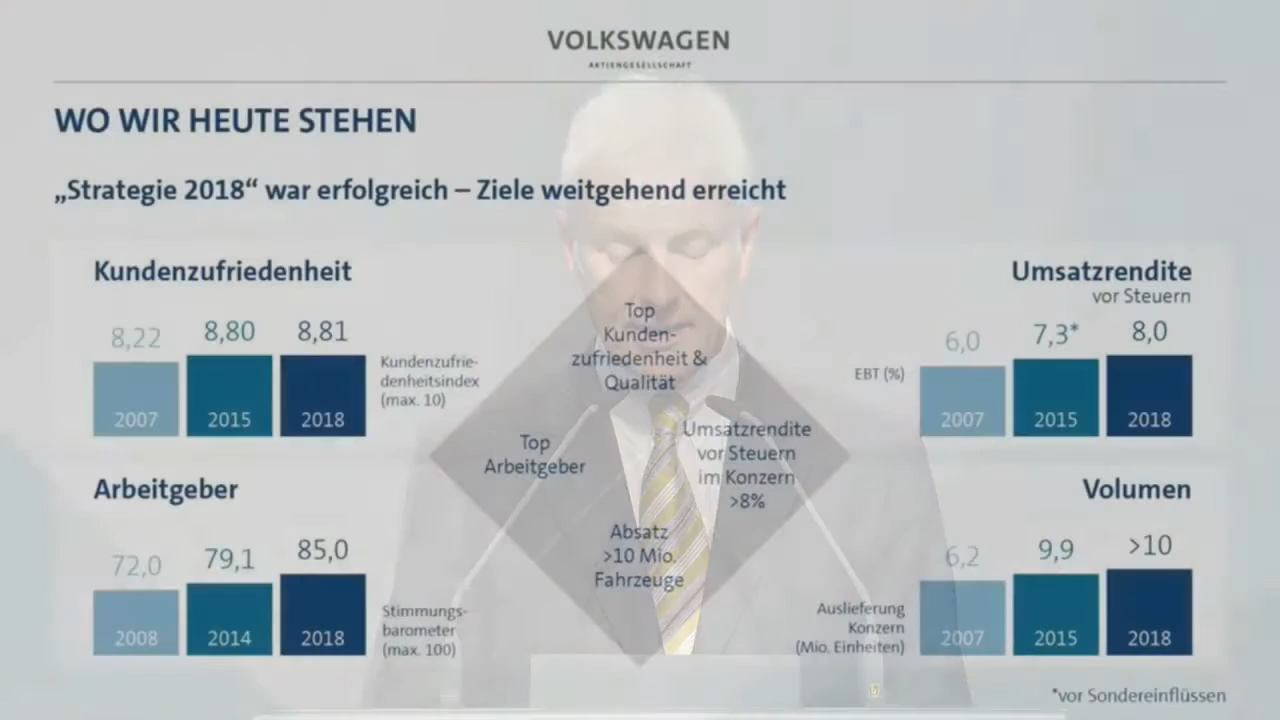 VOLKSWAGEN
AKTIENGESELLSCHAFT
WO WIR HEUTE STEHEN
„Strategie 2018“ war erfolgreich – Ziele weitgehend erreicht
Kundenzufriedenheit
8,22 8,80 8,81
2007 2015 2018
Kundenzufrie-
denheitsindex
(max. 10)
Umsatzrendite
vor Steuern
6,0 7,3* 8,0
EBT (%)
2007 2015 2018
Top
Kunden-
zufriedenheit &
Qualität
Top
Arbeitgeber
Umsatzrendite
vor Steuern
im Konzern
>8%
Absatz
>10 Mio.
Fahrzeuge
Arbeitgeber
72,0 79,1 85,0
2008 2014 2018
Stimmungs-
barometer
(max. 100)
Volumen
6,2 9,9 >10
Auslieferung
Konzern
(Mio. Einheiten)
2007 2015 2018
*vor Sondereinflüssen